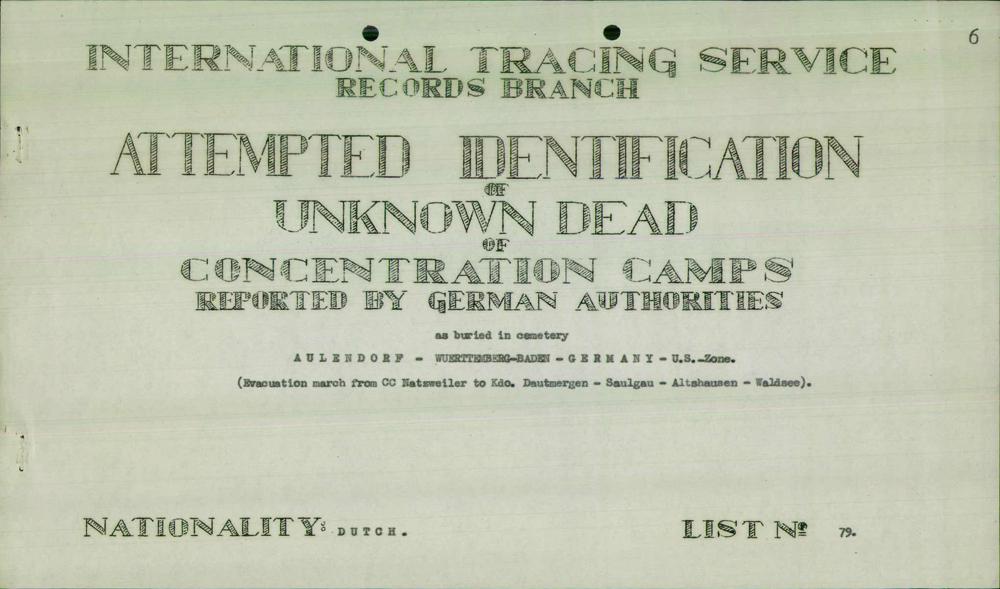 6
INTERNATIONAL TRACING SERVICE
RECORDS BRANCH
ATTEMPTED IDENTIFICATION
OF
UNKNOWN DEAD
OF
CONCENTRATION CAMPS
REPORTED BY GERMAN AUTHORITIES
as buried in cemetery
AULENDORF - WUERTTEMBERG-BADEN - GERMANY - U.S.-Zone.
(Evacuation march from CC Natzweiler to Kdo. Dautmergen - Saulgau - Altshausen - Waldsee).
NATIONALITY: DUTCH. LIST Nº 79.